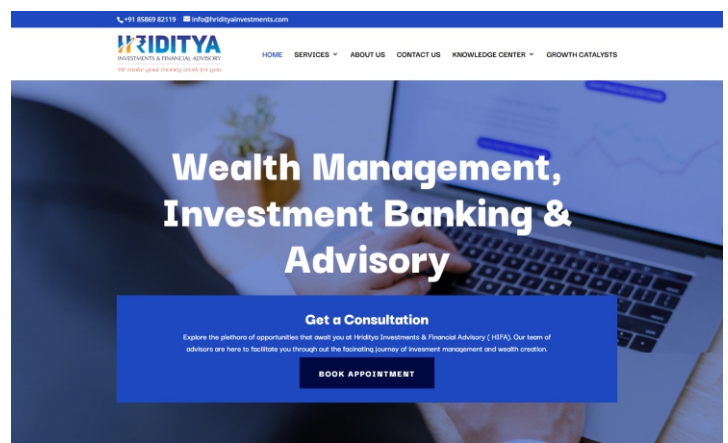 +91 85869 82119 info@hridityainvestments.com
HRIDITYA
INVESTMENTS & FINANCIAL ADVISORY
We make your money work for you
HOME SERVICES ABOUT US CONTACT US KNOWLEDGE CENTER GROWTH CATALYSTS
Wealth Management,
Investment Banking &
Advisory
Get a Consultation
Explore the plethora of opportunities that await you at Hriditya Investments & Financial Advisory ( HIFA). Our team of
advisors are here to facilitate you through out the facinating journey of Invesment management and wealth creation.
BOOK APPOINTMENT